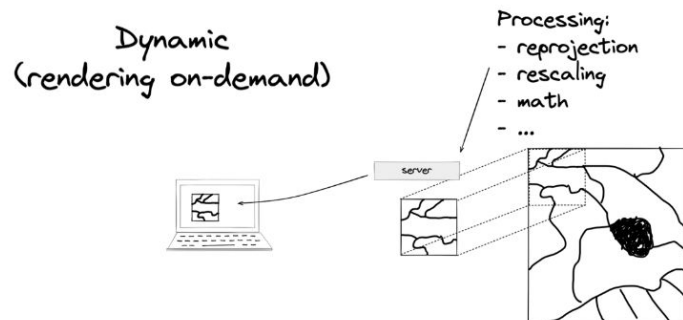 Dynamic
(rendering on-demand)
Processing:
- reprojection
- rescaling
- math
- ...
server